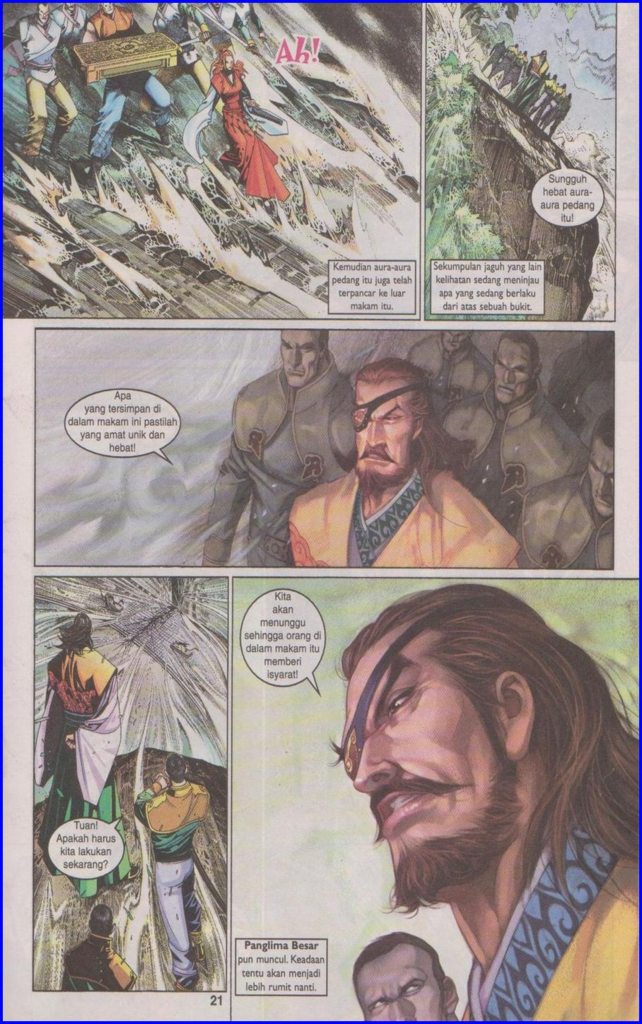 Ah!
Kemudian aura-aura
pedang itu juga telah
terpancar ke luar
makam itu.
Sungguh
hebat aura-
aura pedang
itu!
Sekumpulan jaguh yang lain
kelihatan sedang meninjau
apa yang sedang berlaku
dari atas sebuah bukit.
Apa
yang tersimpan di
dalam makam ini pastilah
yang amat unik dan
hebat!
Tuan!
Apakah harus
kita lakukan
sekarang?
Kita
akan
menunggu
sehingga orang di
dalam makam itu
memberi
isyarat!
Panglima Besar
pun muncul. Keadaan
tentu akan menjadi
lebih rumit nanti.
21